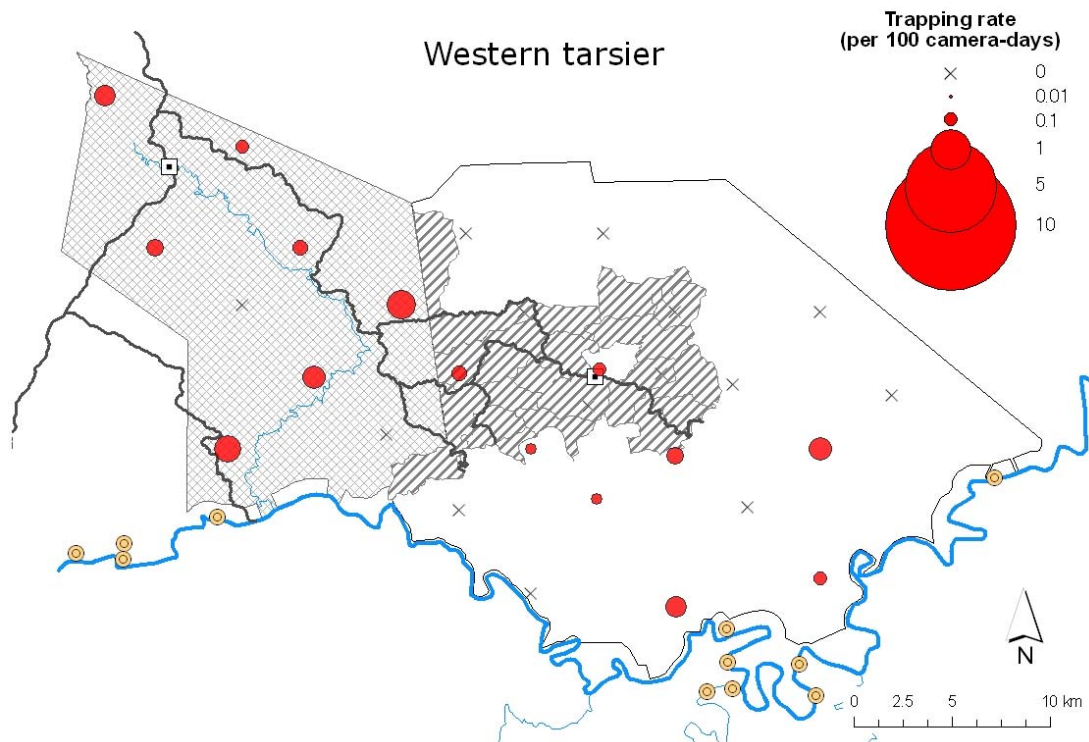 Western tarsier
Trapping rate
(per 100 camera-days)
0
0.01
0.1
1
5
10
N
0 2.5 5 10 km